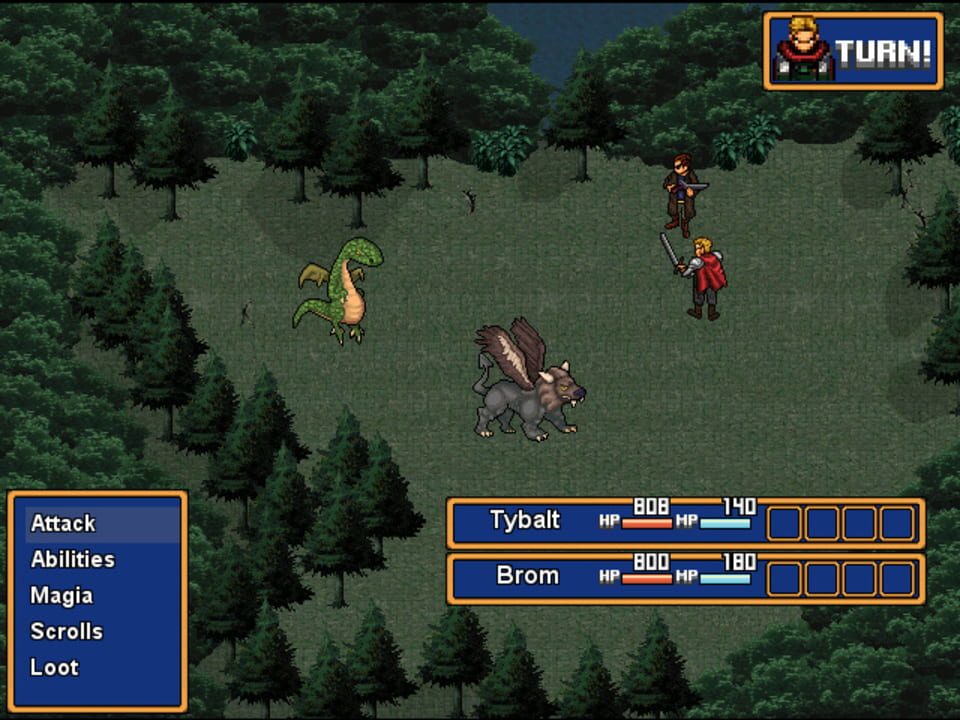 TURN!
Tybalt HP 808 MP 140
Brom HP 800 MP 180
Attack
Abilities
Magia
Scrolls
Loot